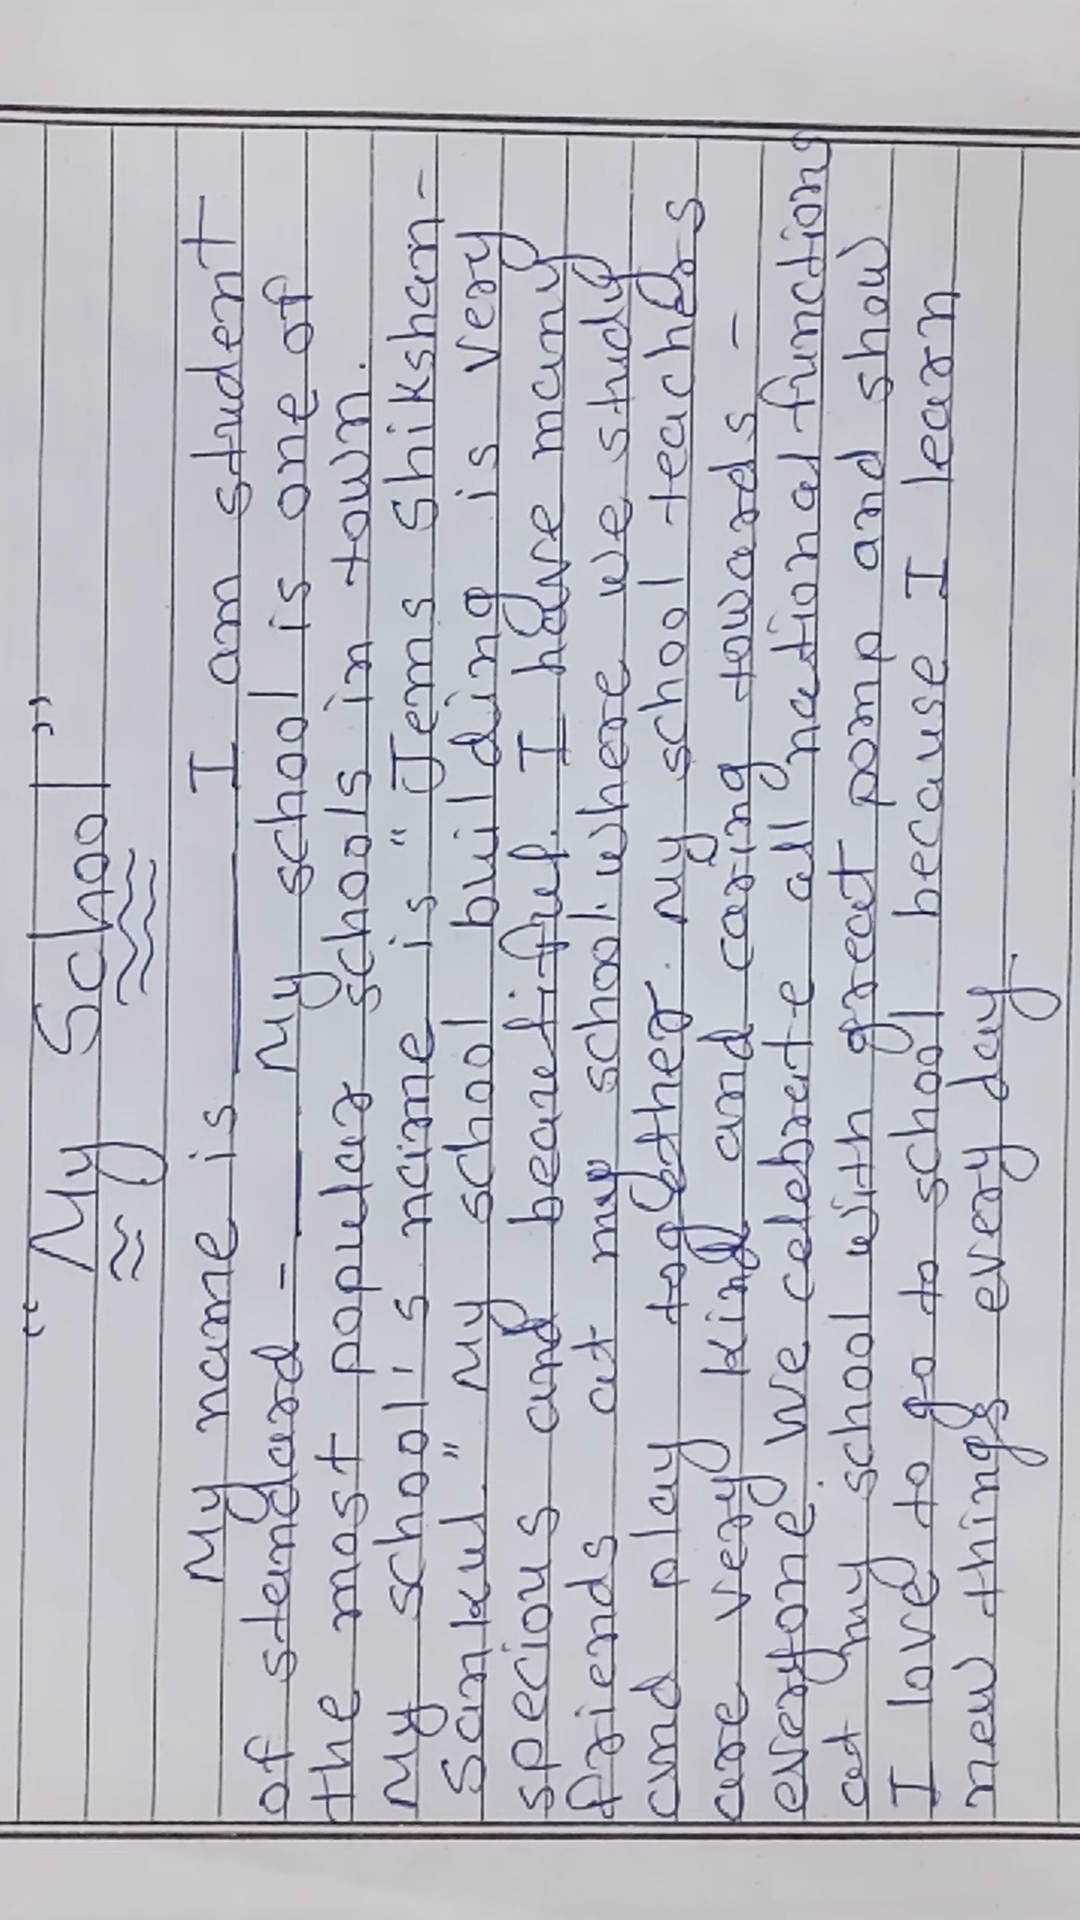 " My School "
My name is ______ I am student
of standard - ____ My school is one of
the most popular schools in town.
My school's name is "Jems Shikshan-
Sankul." My school building is very
specious and beautiful. I have many
friends at my school. where we study
and play together. My school teachers
are very kind and caring towards -
everyone. We celebrate all national functions
at my school with great pomp and show
I love to go to school because I learn
new things every day.